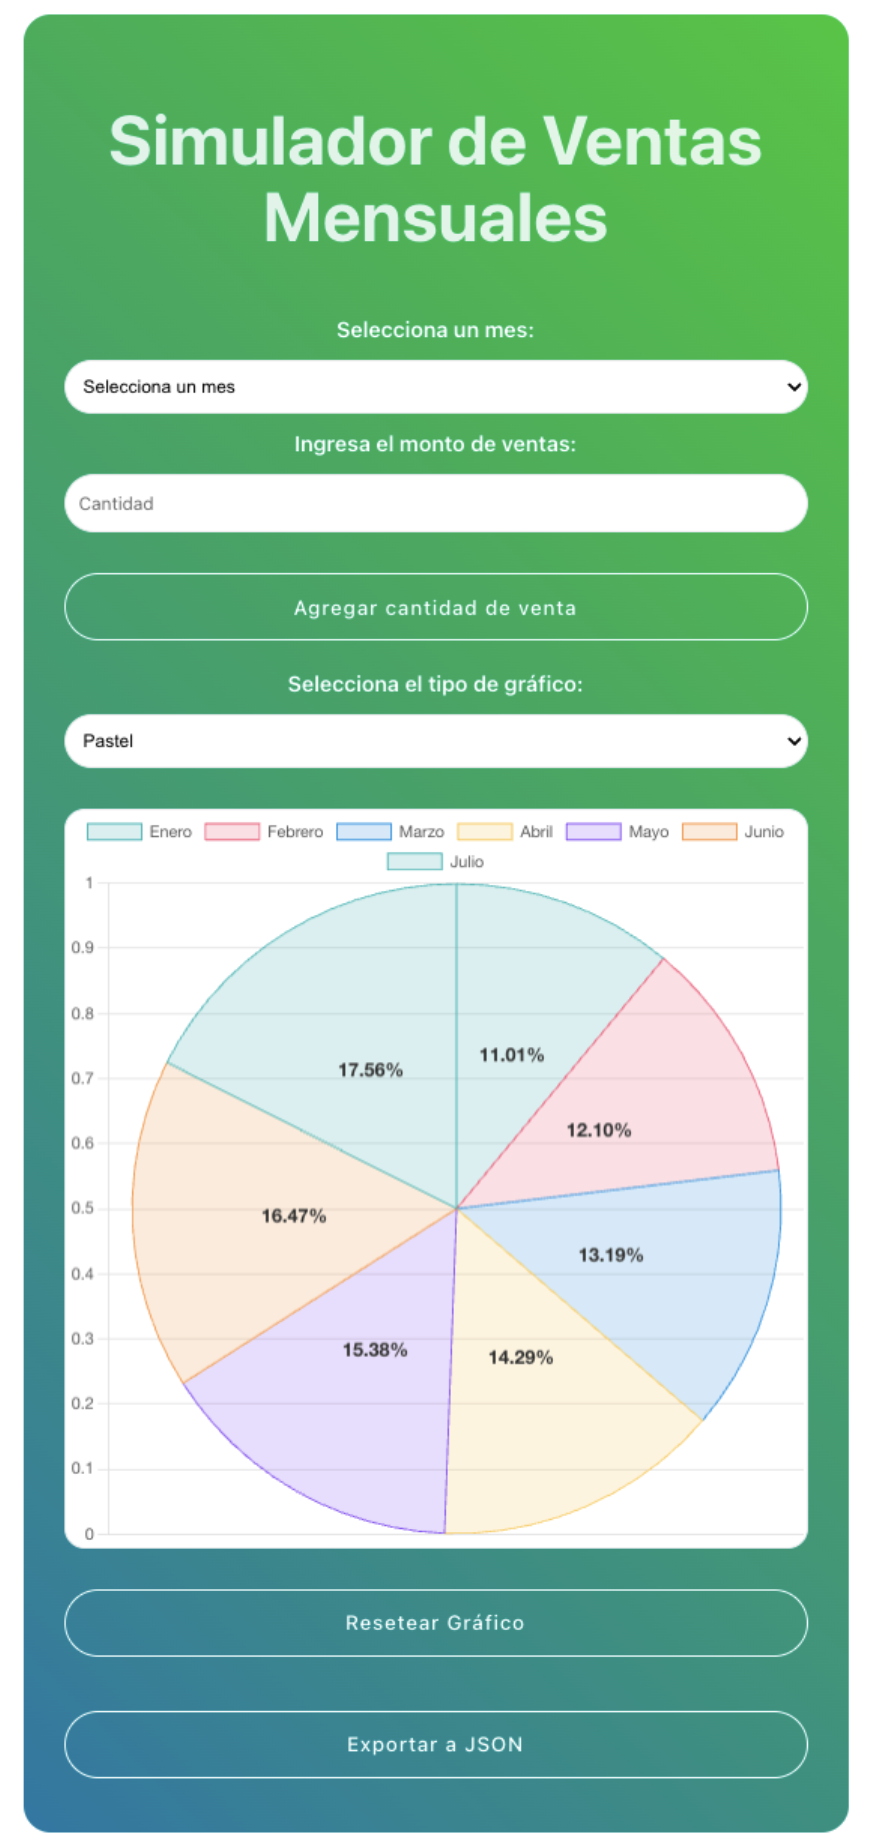 Simulador de Ventas
Mensuales
Selecciona un mes:
Selecciona un mes
Ingresa el monto de ventas:
Cantidad
Agregar cantidad de venta
Selecciona el tipo de gráfico:
Pastel
Enero Febrero Marzo Abril Mayo Junio
Julio
1
0.9
0.8
0.7
0.6
0.5
0.4
0.3
0.2
0.1
0
11.01%
12.10%
13.19%
14.29%
15.38%
16.47%
17.56%
Resetear Gráfico
Exportar a JSON